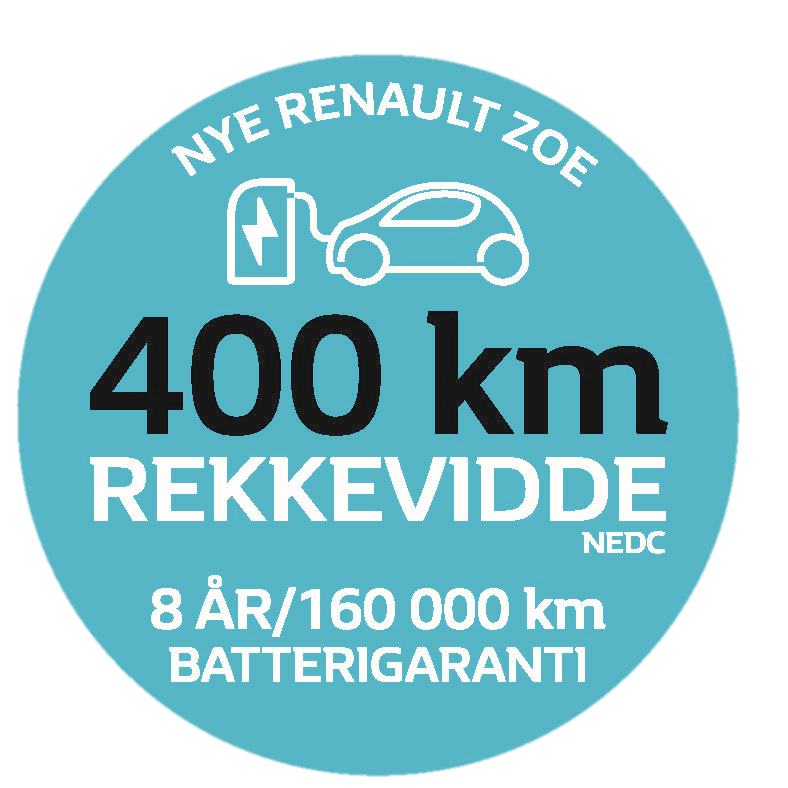 NYE RENAULT ZOE
400 km
REKKEVIDDE
NEDC
8 ÅR/160 000 km
BATTERIGARANTI